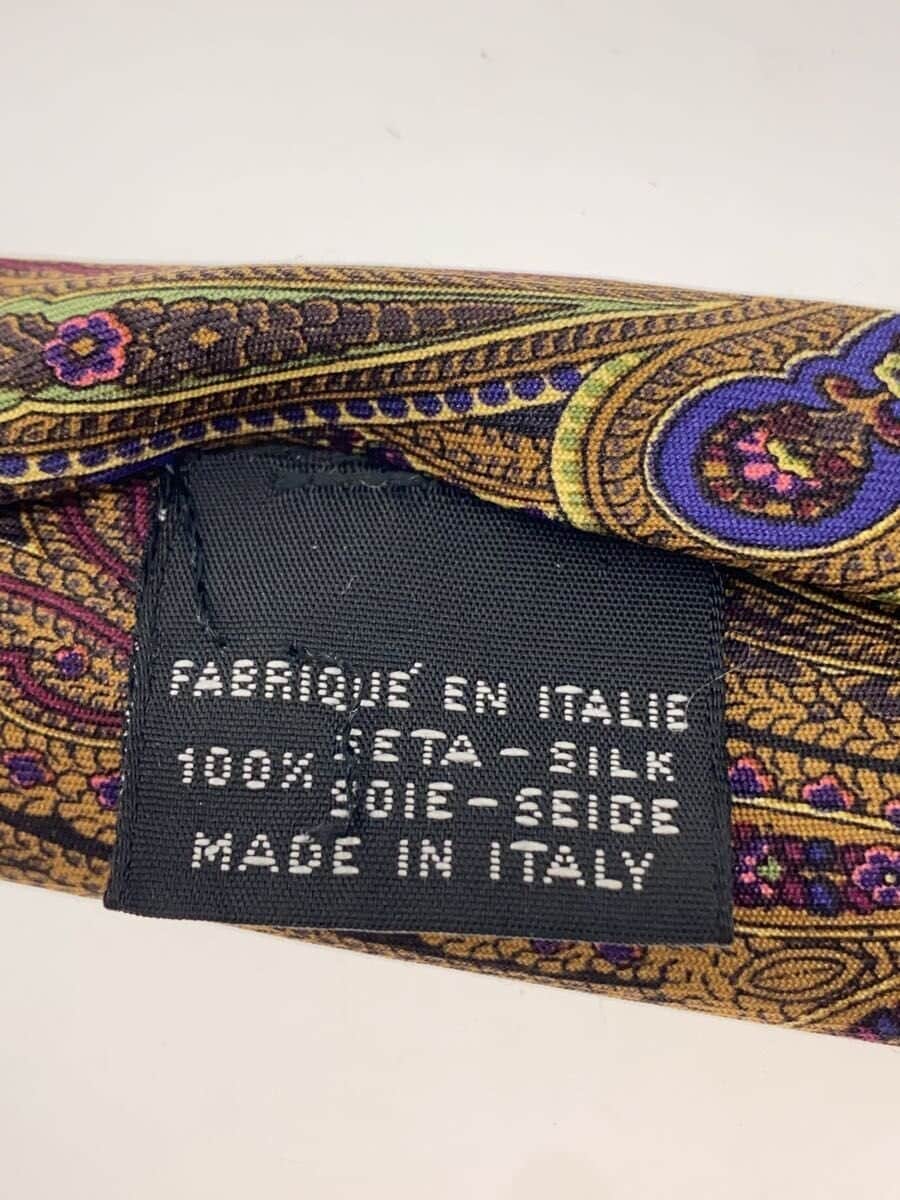 FABRIQUÉ EN ITALIE
SETA – SILK
100%
SOIE – SEIDE
MADE IN ITALY